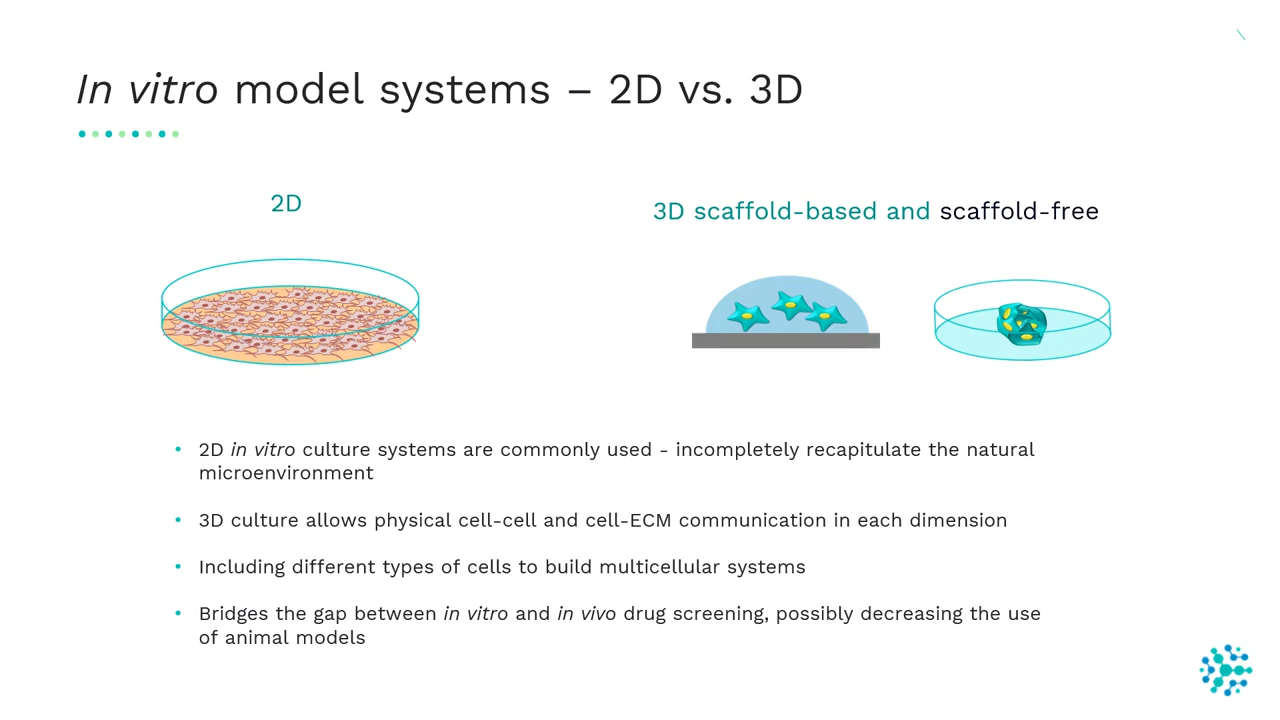 In vitro model systems – 2D vs. 3D
2D
3D scaffold-based and scaffold-free
• 2D in vitro culture systems are commonly used - incompletely recapitulate the natural
microenvironment
• 3D culture allows physical cell-cell and cell-ECM communication in each dimension
• Including different types of cells to build multicellular systems
• Bridges the gap between in vitro and in vivo drug screening, possibly decreasing the use
of animal models